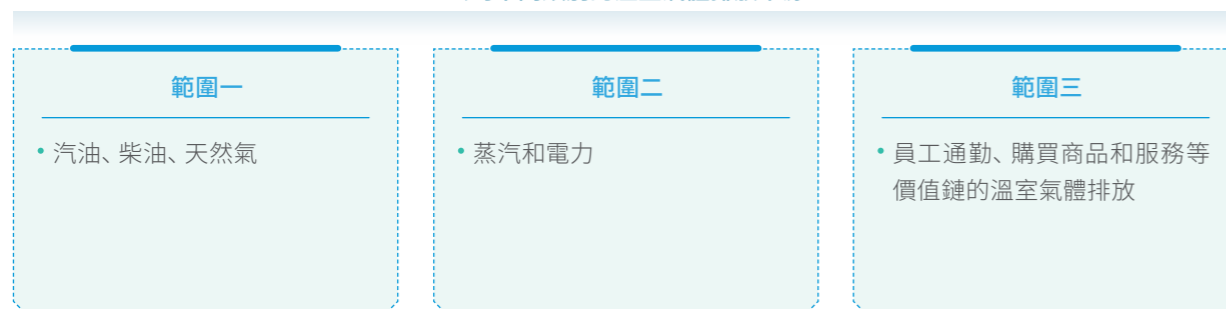 範圍一
• 汽油、柴油、天然氣
範圍二
• 蒸汽和電力
範圍三
• 員工通勤、購買商品和服務等
價值鏈的溫室氣體排放